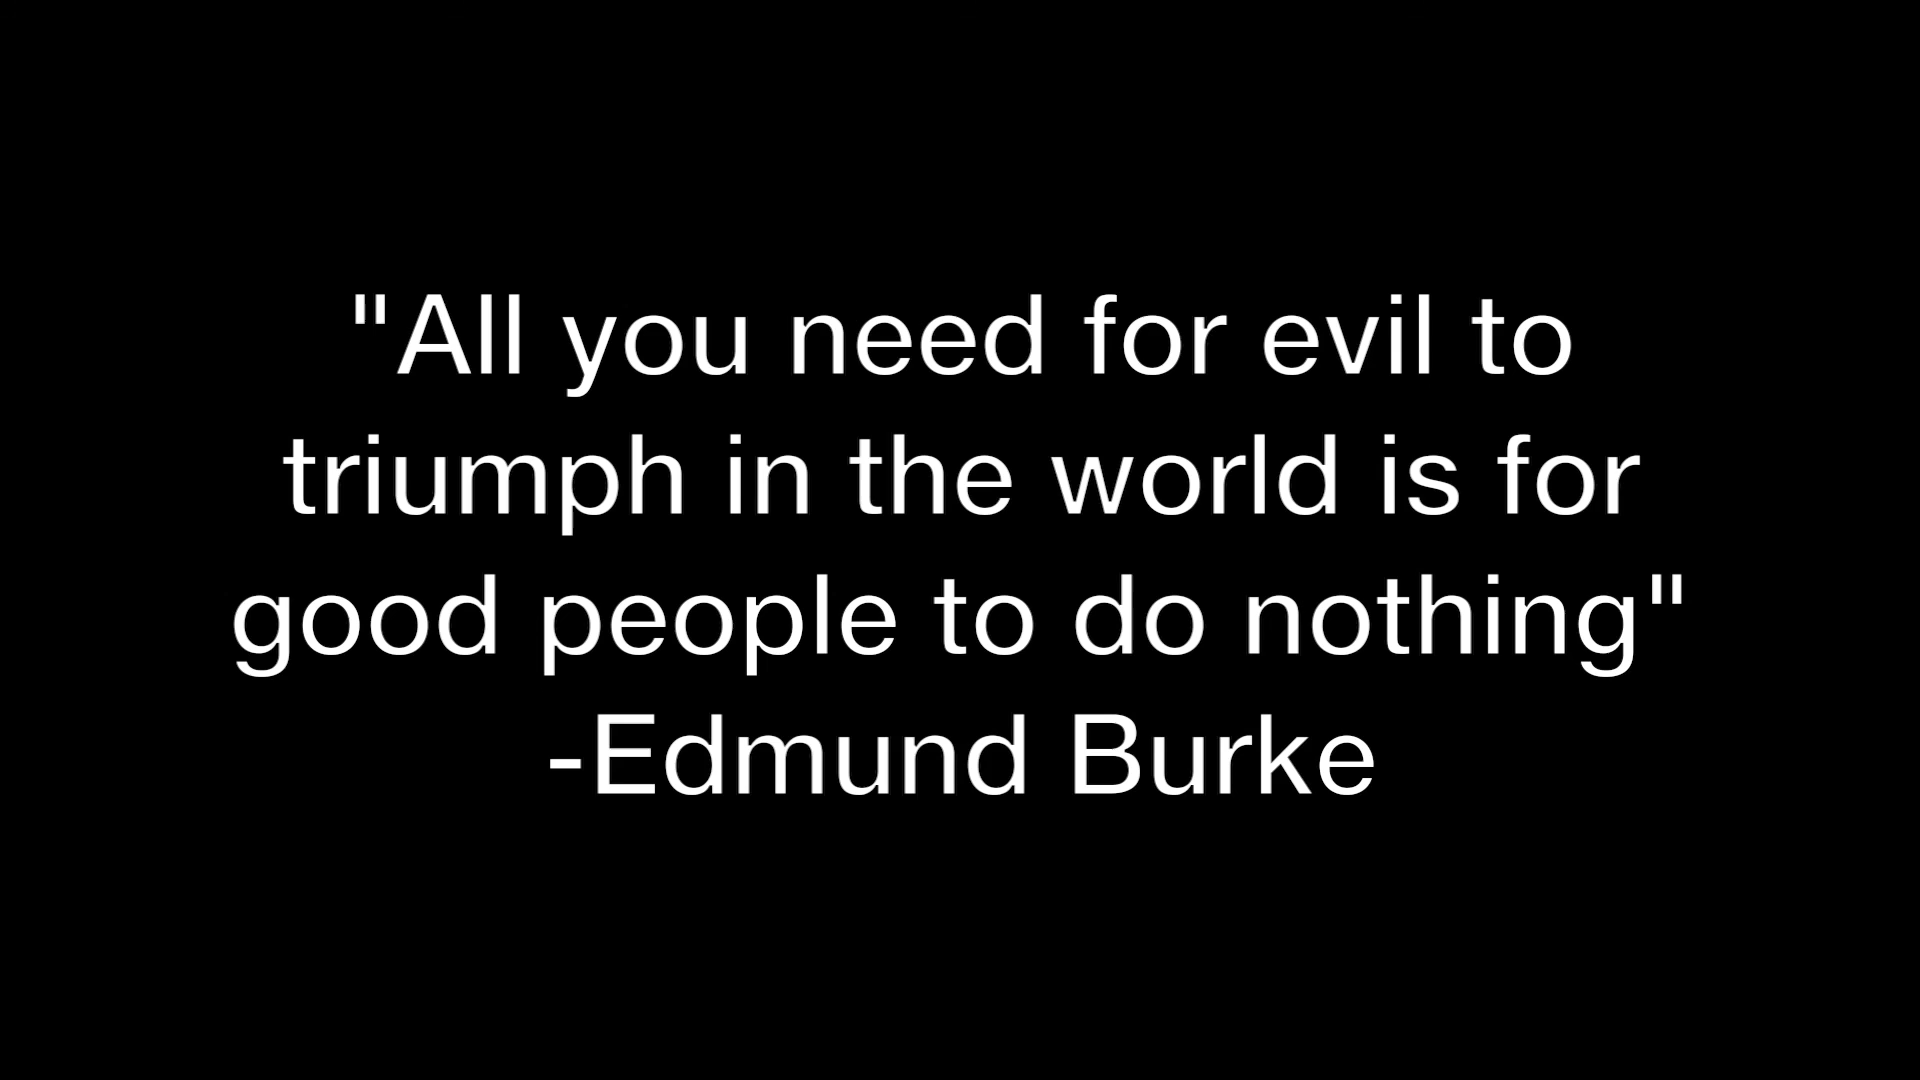 "All you need for evil to
triumph in the world is for
good people to do nothing"
-Edmund Burke